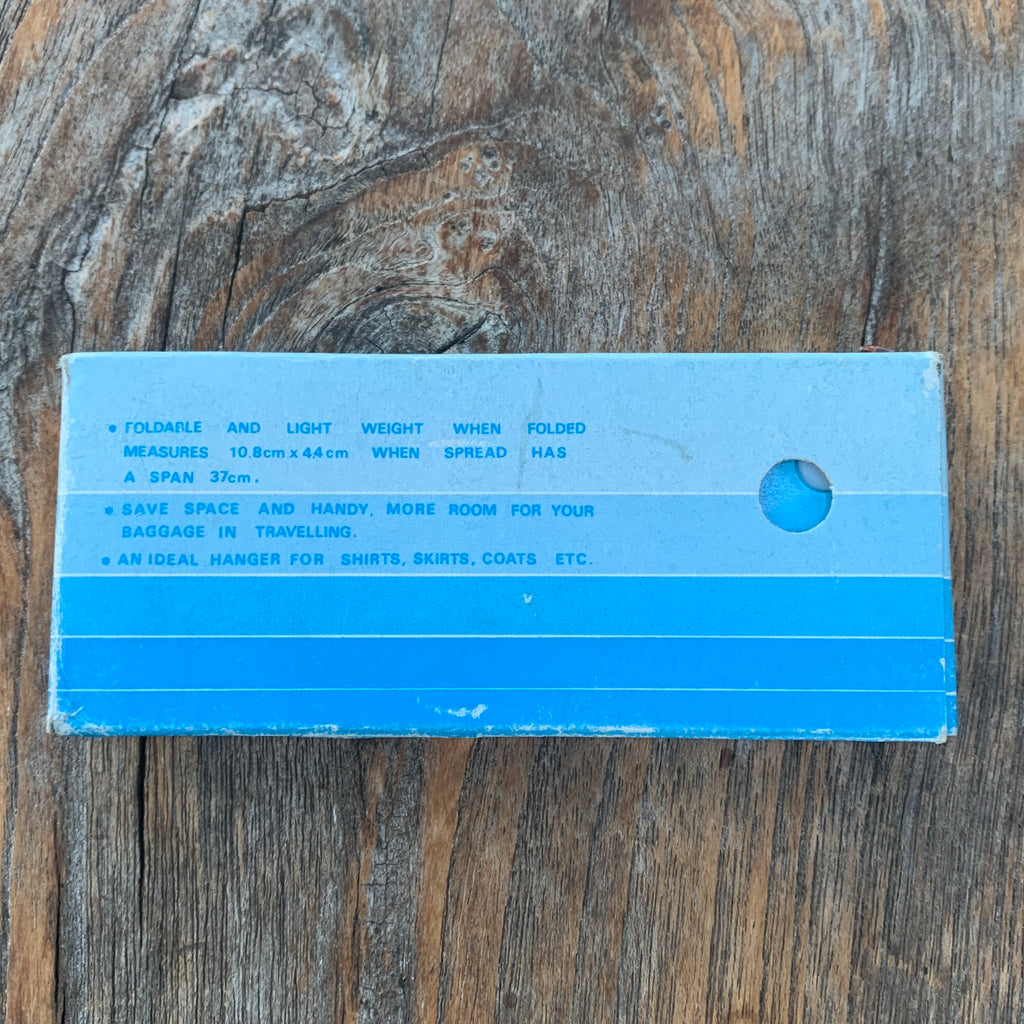 * FOLDABLE AND LIGHT WEIGHT WHEN FOLDED
MEASURES 10.8cm x 4.4cm WHEN SPREAD HAS
A SPAN 37cm.
* SAVE SPACE AND HANDY, MORE ROOM FOR YOUR
BAGGAGE IN TRAVELLING.
* AN IDEAL HANGER FOR SHIRTS, SKIRTS, COATS ETC.